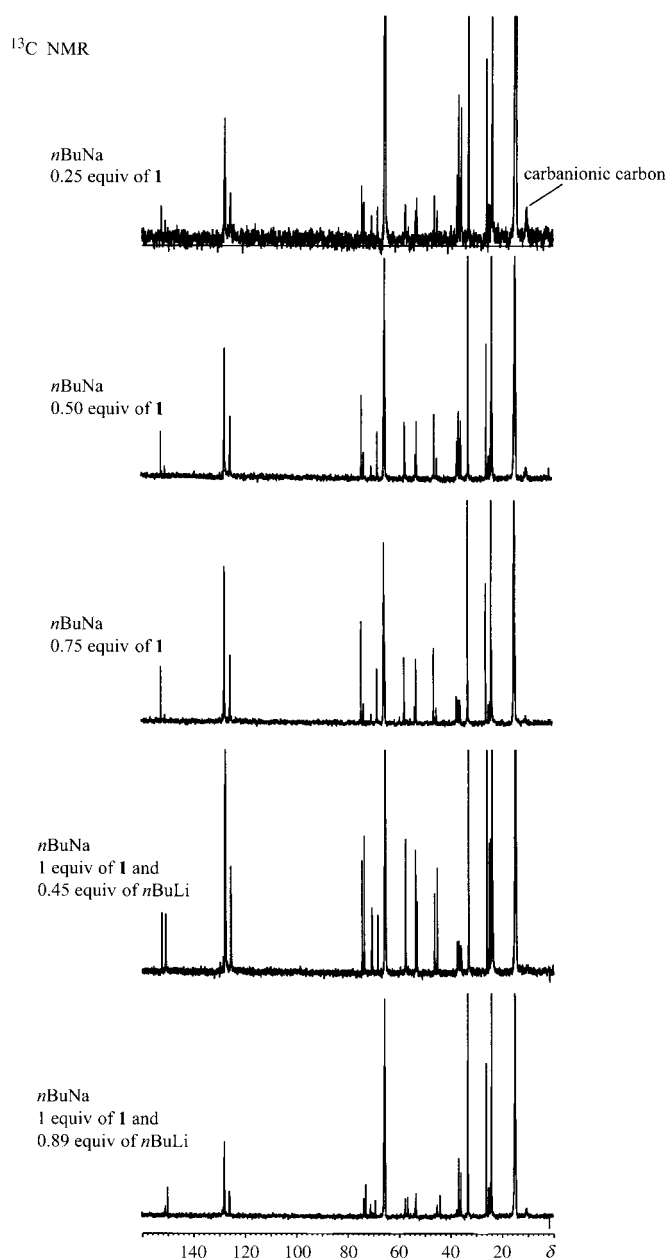 ¹³C NMR
nBuNa
0.25 equiv of 1
carbanionic carbon
nBuNa
0.50 equiv of 1
nBuNa
0.75 equiv of 1
nBuNa
1 equiv of 1 and
0.45 equiv of nBuLi
nBuNa
1 equiv of 1 and
0.89 equiv of nBuLi
140 120 100 80 60 40 20 δ